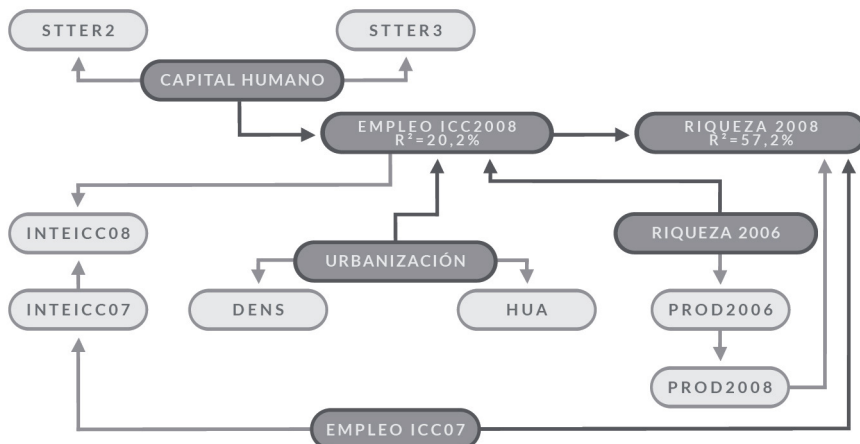 STTER2
STTER3
CAPITAL HUMANO
EMPLEO ICC2008
R²=20,2%
RIQUEZA 2008
R²=57,2%
INTEICC08
URBANIZACIÓN
RIQUEZA 2006
INTEICC07
DENS
HUA
PROD2006
PROD2008
EMPLEO ICC07